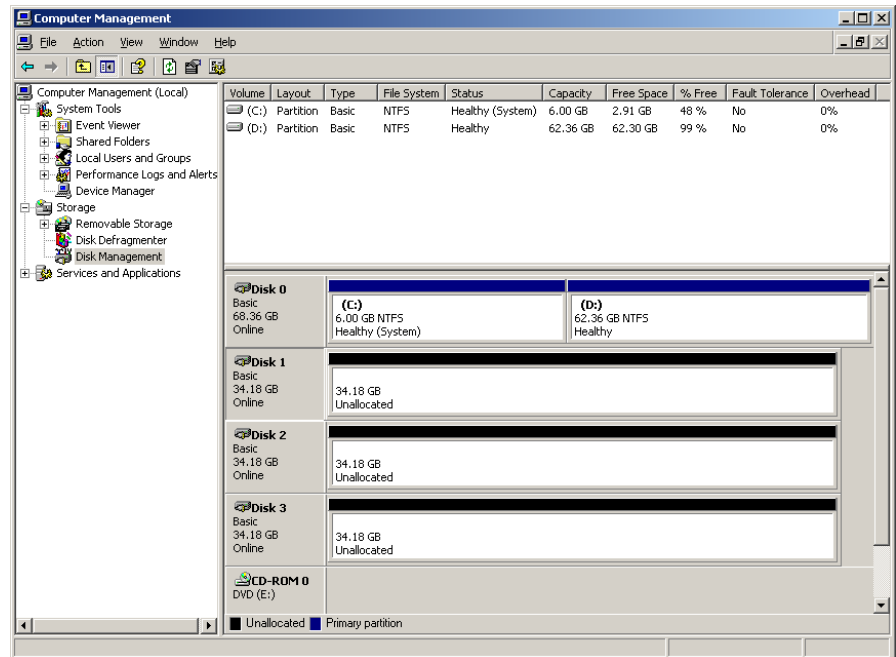 Computer Management
File Action View Window Help
Computer Management (Local)
System Tools
Event Viewer
Shared Folders
Local Users and Groups
Performance Logs and Alerts
Device Manager
Storage
Removable Storage
Disk Defragmenter
Disk Management
Services and Applications
Volume Layout Type File System Status Capacity Free Space % Free Fault Tolerance Overhead
(C:) Partition Basic NTFS Healthy (System) 6.00 GB 2.91 GB 48 % No 0%
(D:) Partition Basic NTFS Healthy 62.36 GB 62.30 GB 99 % No 0%
Disk 0
Basic
68.36 GB
Online
(C:)
6.00 GB NTFS
Healthy (System)
(D:)
62.36 GB NTFS
Healthy
Disk 1
Basic
34.18 GB
Online
34.18 GB
Unallocated
Disk 2
Basic
34.18 GB
Online
34.18 GB
Unallocated
Disk 3
Basic
34.18 GB
Online
34.18 GB
Unallocated
CD-ROM 0
DVD (E:)
Unallocated Primary partition